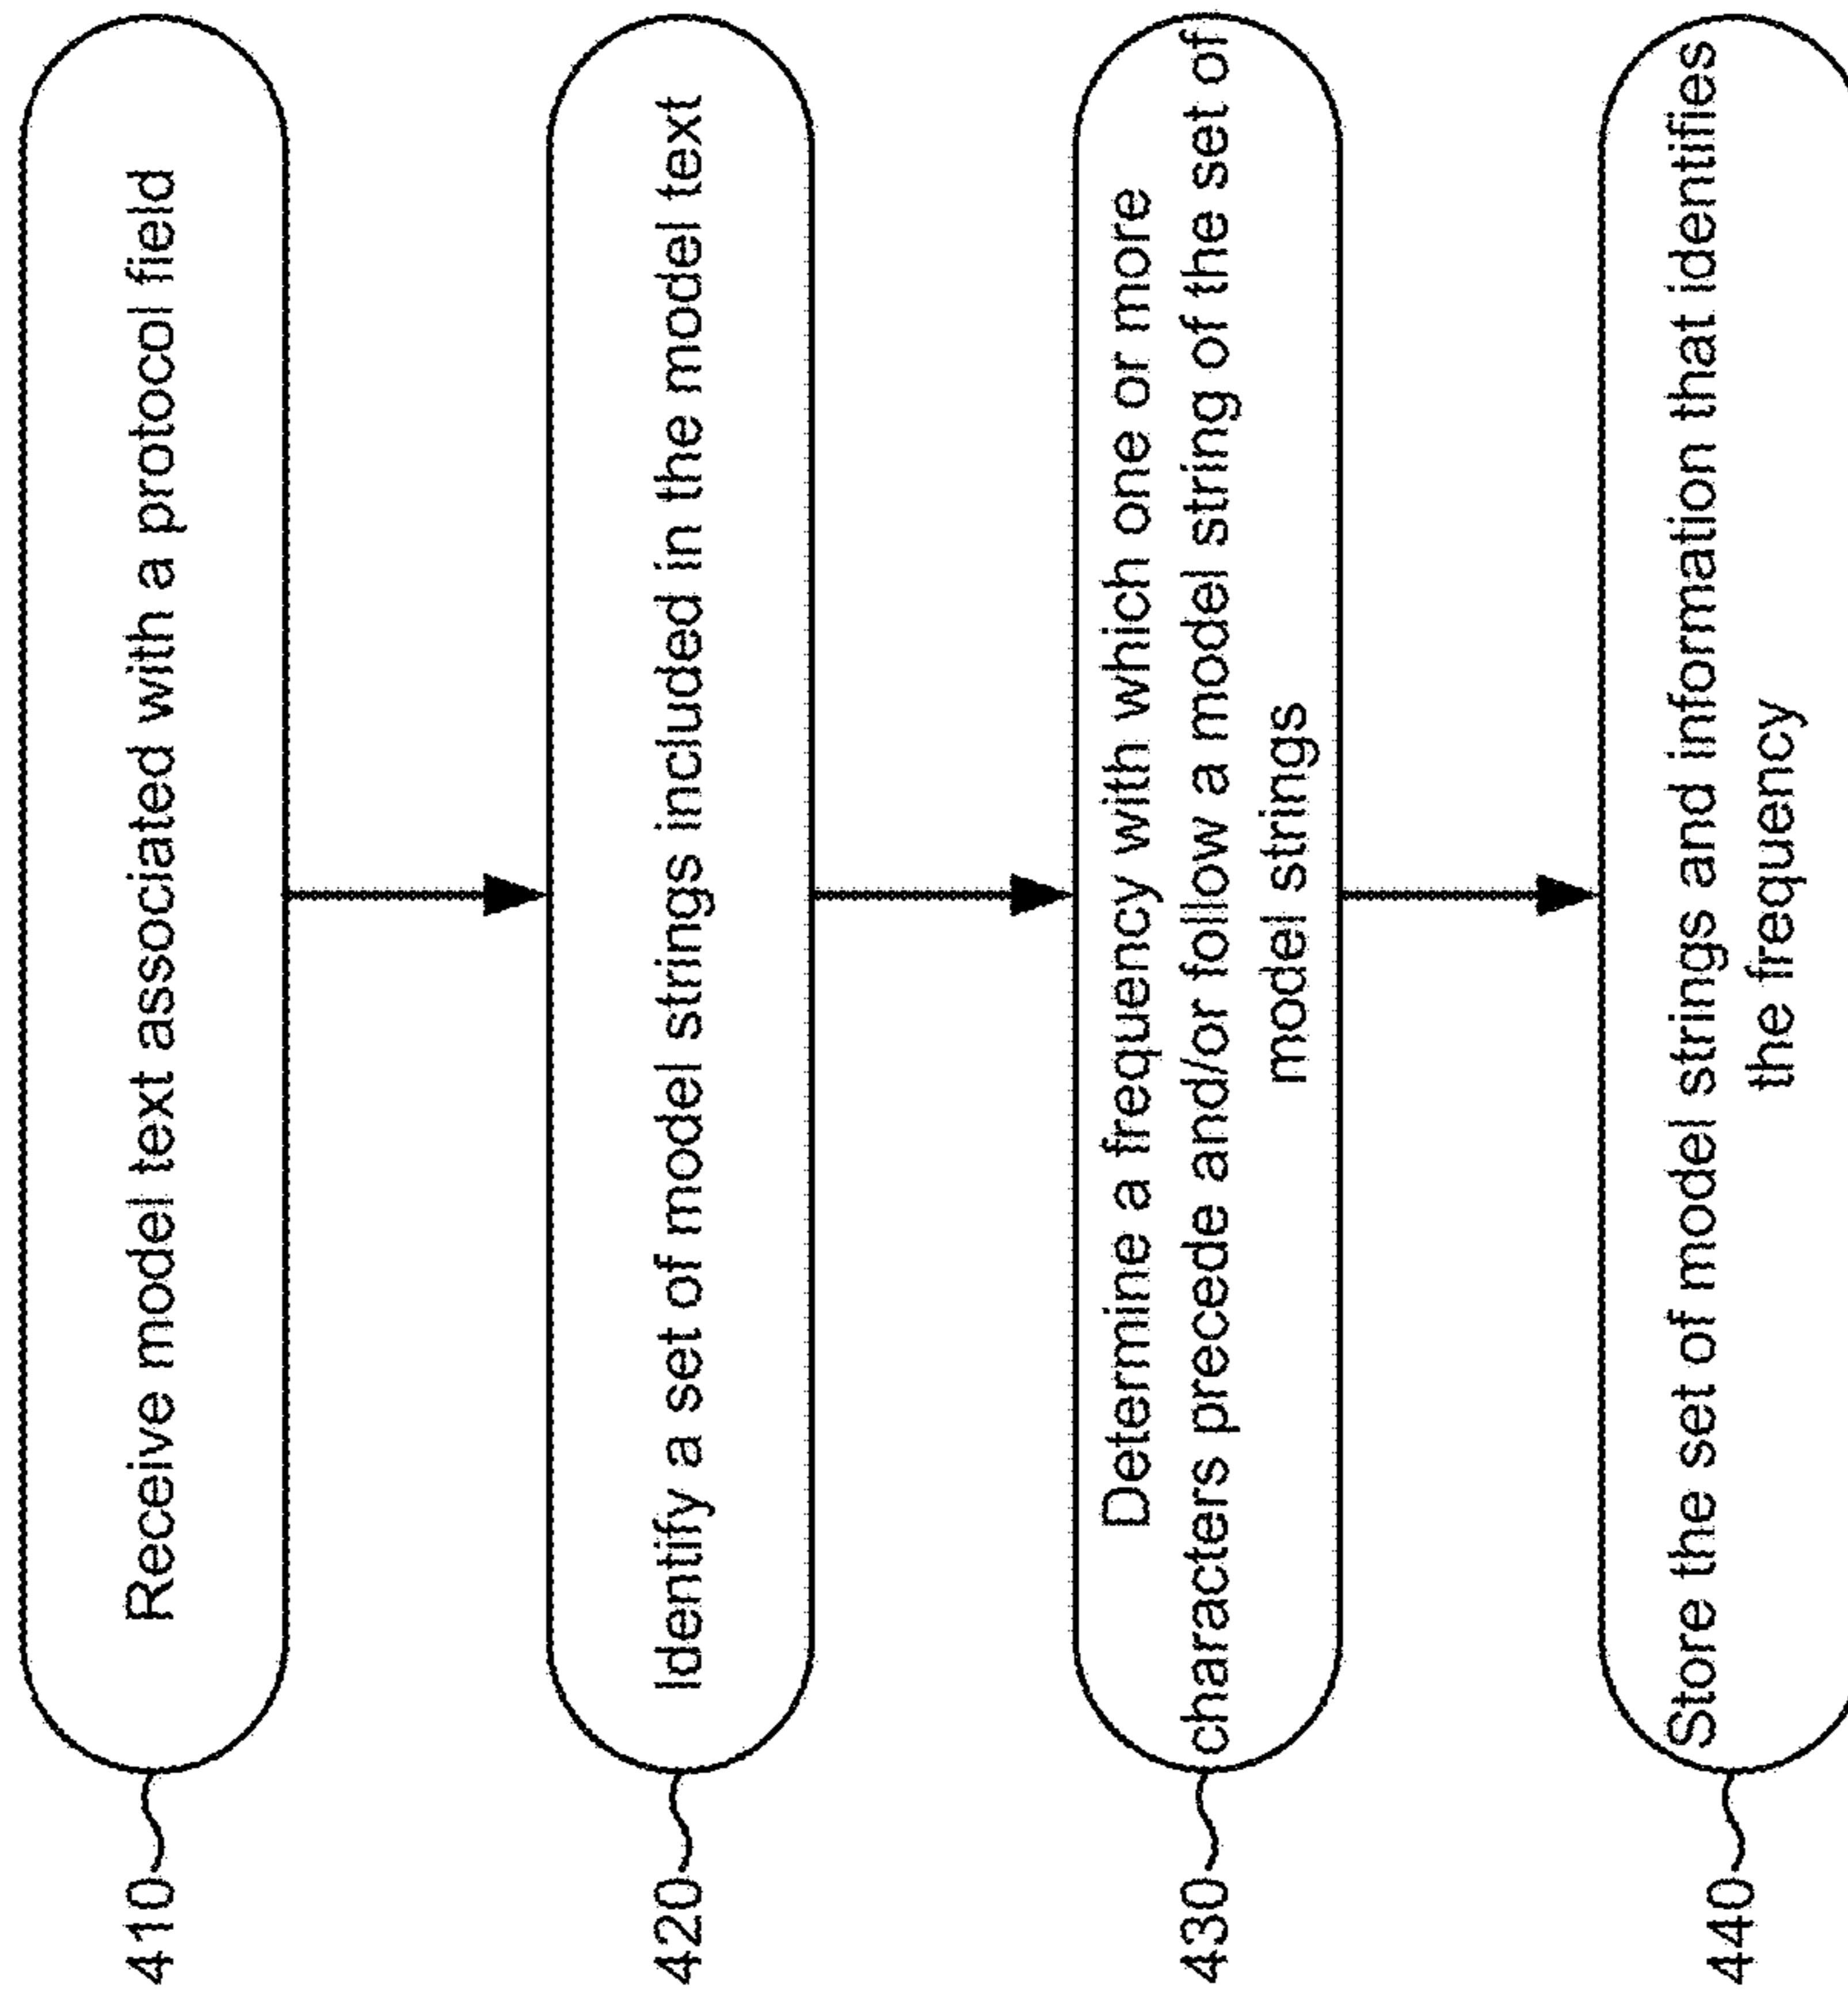 410
Receive model text associated with a protocol field
420
Identify a set of model strings included in the model text
430
Determine a frequency with which one or more
characters precede and/or follow a model string of the set of
model strings
440
Store the set of model strings and information that identifies
the frequency